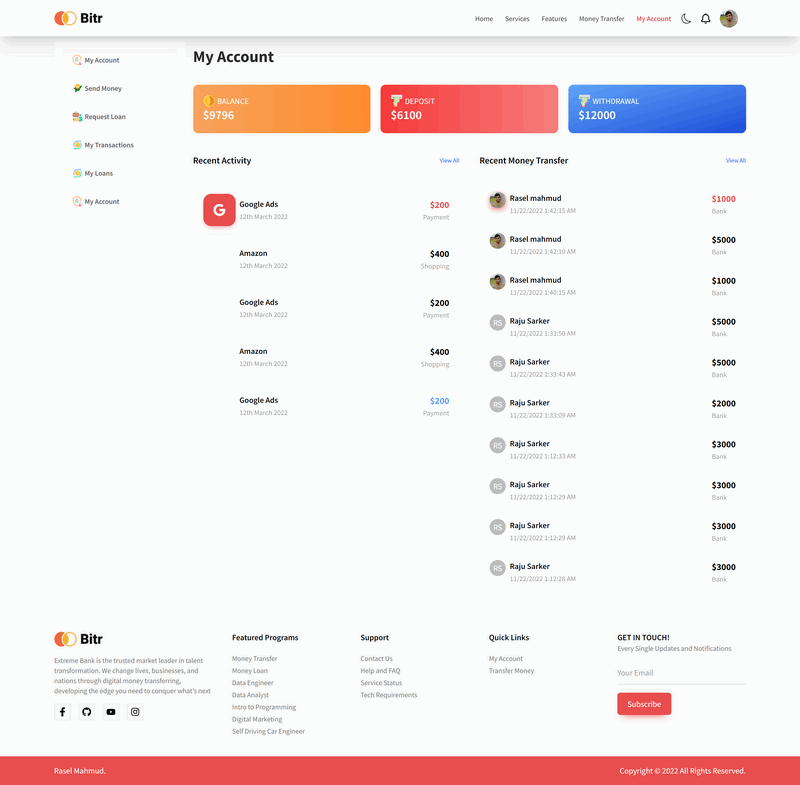 Bitr
Home Services Features Money Transfer My Account
My Account
Send Money
Request Loan
My Transactions
My Loans
My Account
My Account
BALANCE
$9796
DEPOSIT
$6100
WITHDRAWAL
$12000
Recent Activity View All
G
Google Ads $200
12th March 2022 Payment
Amazon $400
12th March 2022 Shopping
Google Ads $200
12th March 2022 Payment
Amazon $400
12th March 2022 Shopping
Google Ads $200
12th March 2022 Payment
Recent Money Transfer View All
Rasel mahmud $1000
11/22/2022 1:42:15 AM Bank
Rasel mahmud $5000
11/22/2022 1:42:10 AM Bank
Rasel mahmud $1000
11/22/2022 1:40:15 AM Bank
RS Raju Sarker $5000
11/22/2022 1:33:50 AM Bank
RS Raju Sarker $5000
11/22/2022 1:33:43 AM Bank
RS Raju Sarker $2000
11/22/2022 1:33:09 AM Bank
RS Raju Sarker $3000
11/22/2022 1:12:33 AM Bank
RS Raju Sarker $3000
11/22/2022 1:12:29 AM Bank
RS Raju Sarker $3000
11/22/2022 1:12:29 AM Bank
RS Raju Sarker $3000
11/22/2022 1:12:28 AM Bank
Bitr
Extreme Bank is the trusted market leader in talent
transformation. We change lives, businesses, and
nations through digital money transferring,
developing the edge you need to conquer what's next
Featured Programs
Money Transfer
Money Loan
Data Engineer
Data Analyst
Intro to Programming
Digital Marketing
Self Driving Car Engineer
Support
Contact Us
Help and FAQ
Service Status
Tech Requirements
Quick Links
My Account
Transfer Money
GET IN TOUCH!
Every Single Updates and Notifications
Your Email
Subscribe
Rasel Mahmud. Copyright © 2022 All Rights Reserved.